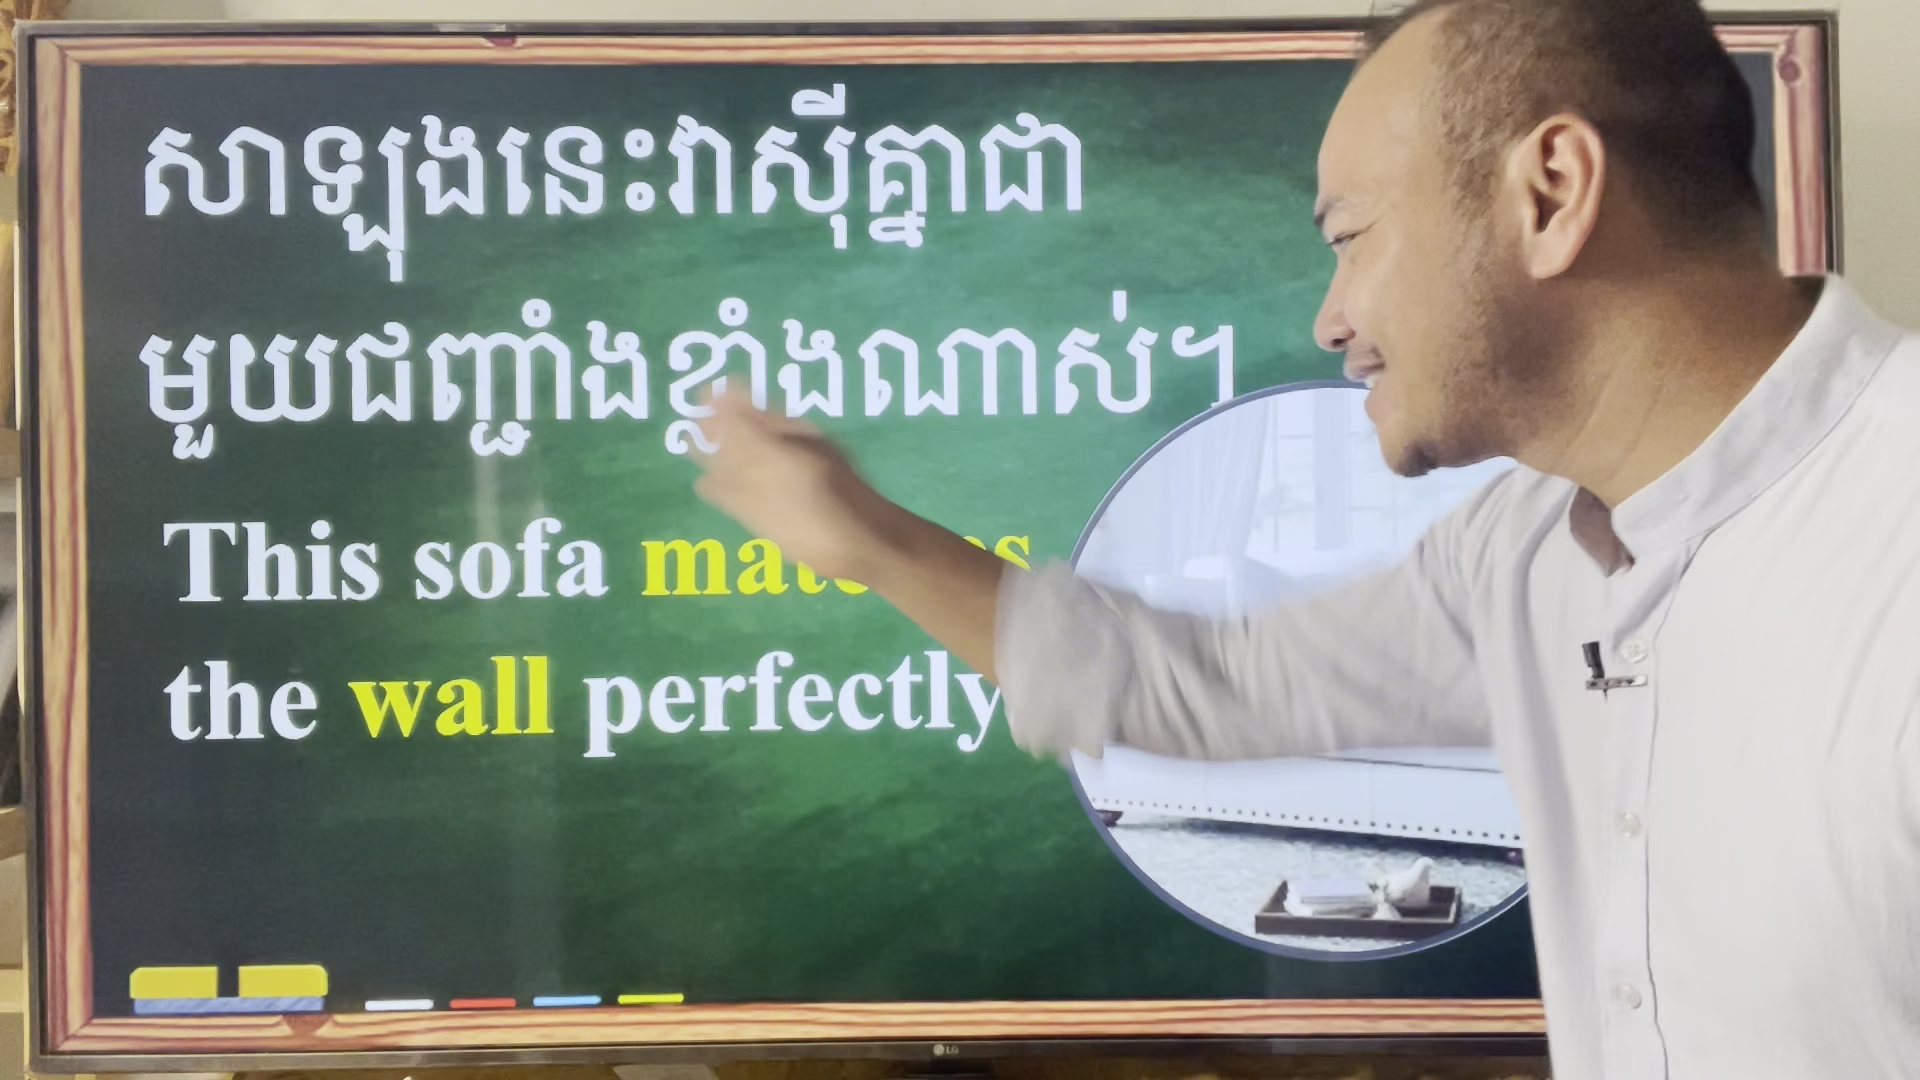 សាឡុងនេះវាស៊ីគ្នាជា
មួយជញ្ជាំងខ្លាំងណាស់។
This sofa
the wall perfectly
LG